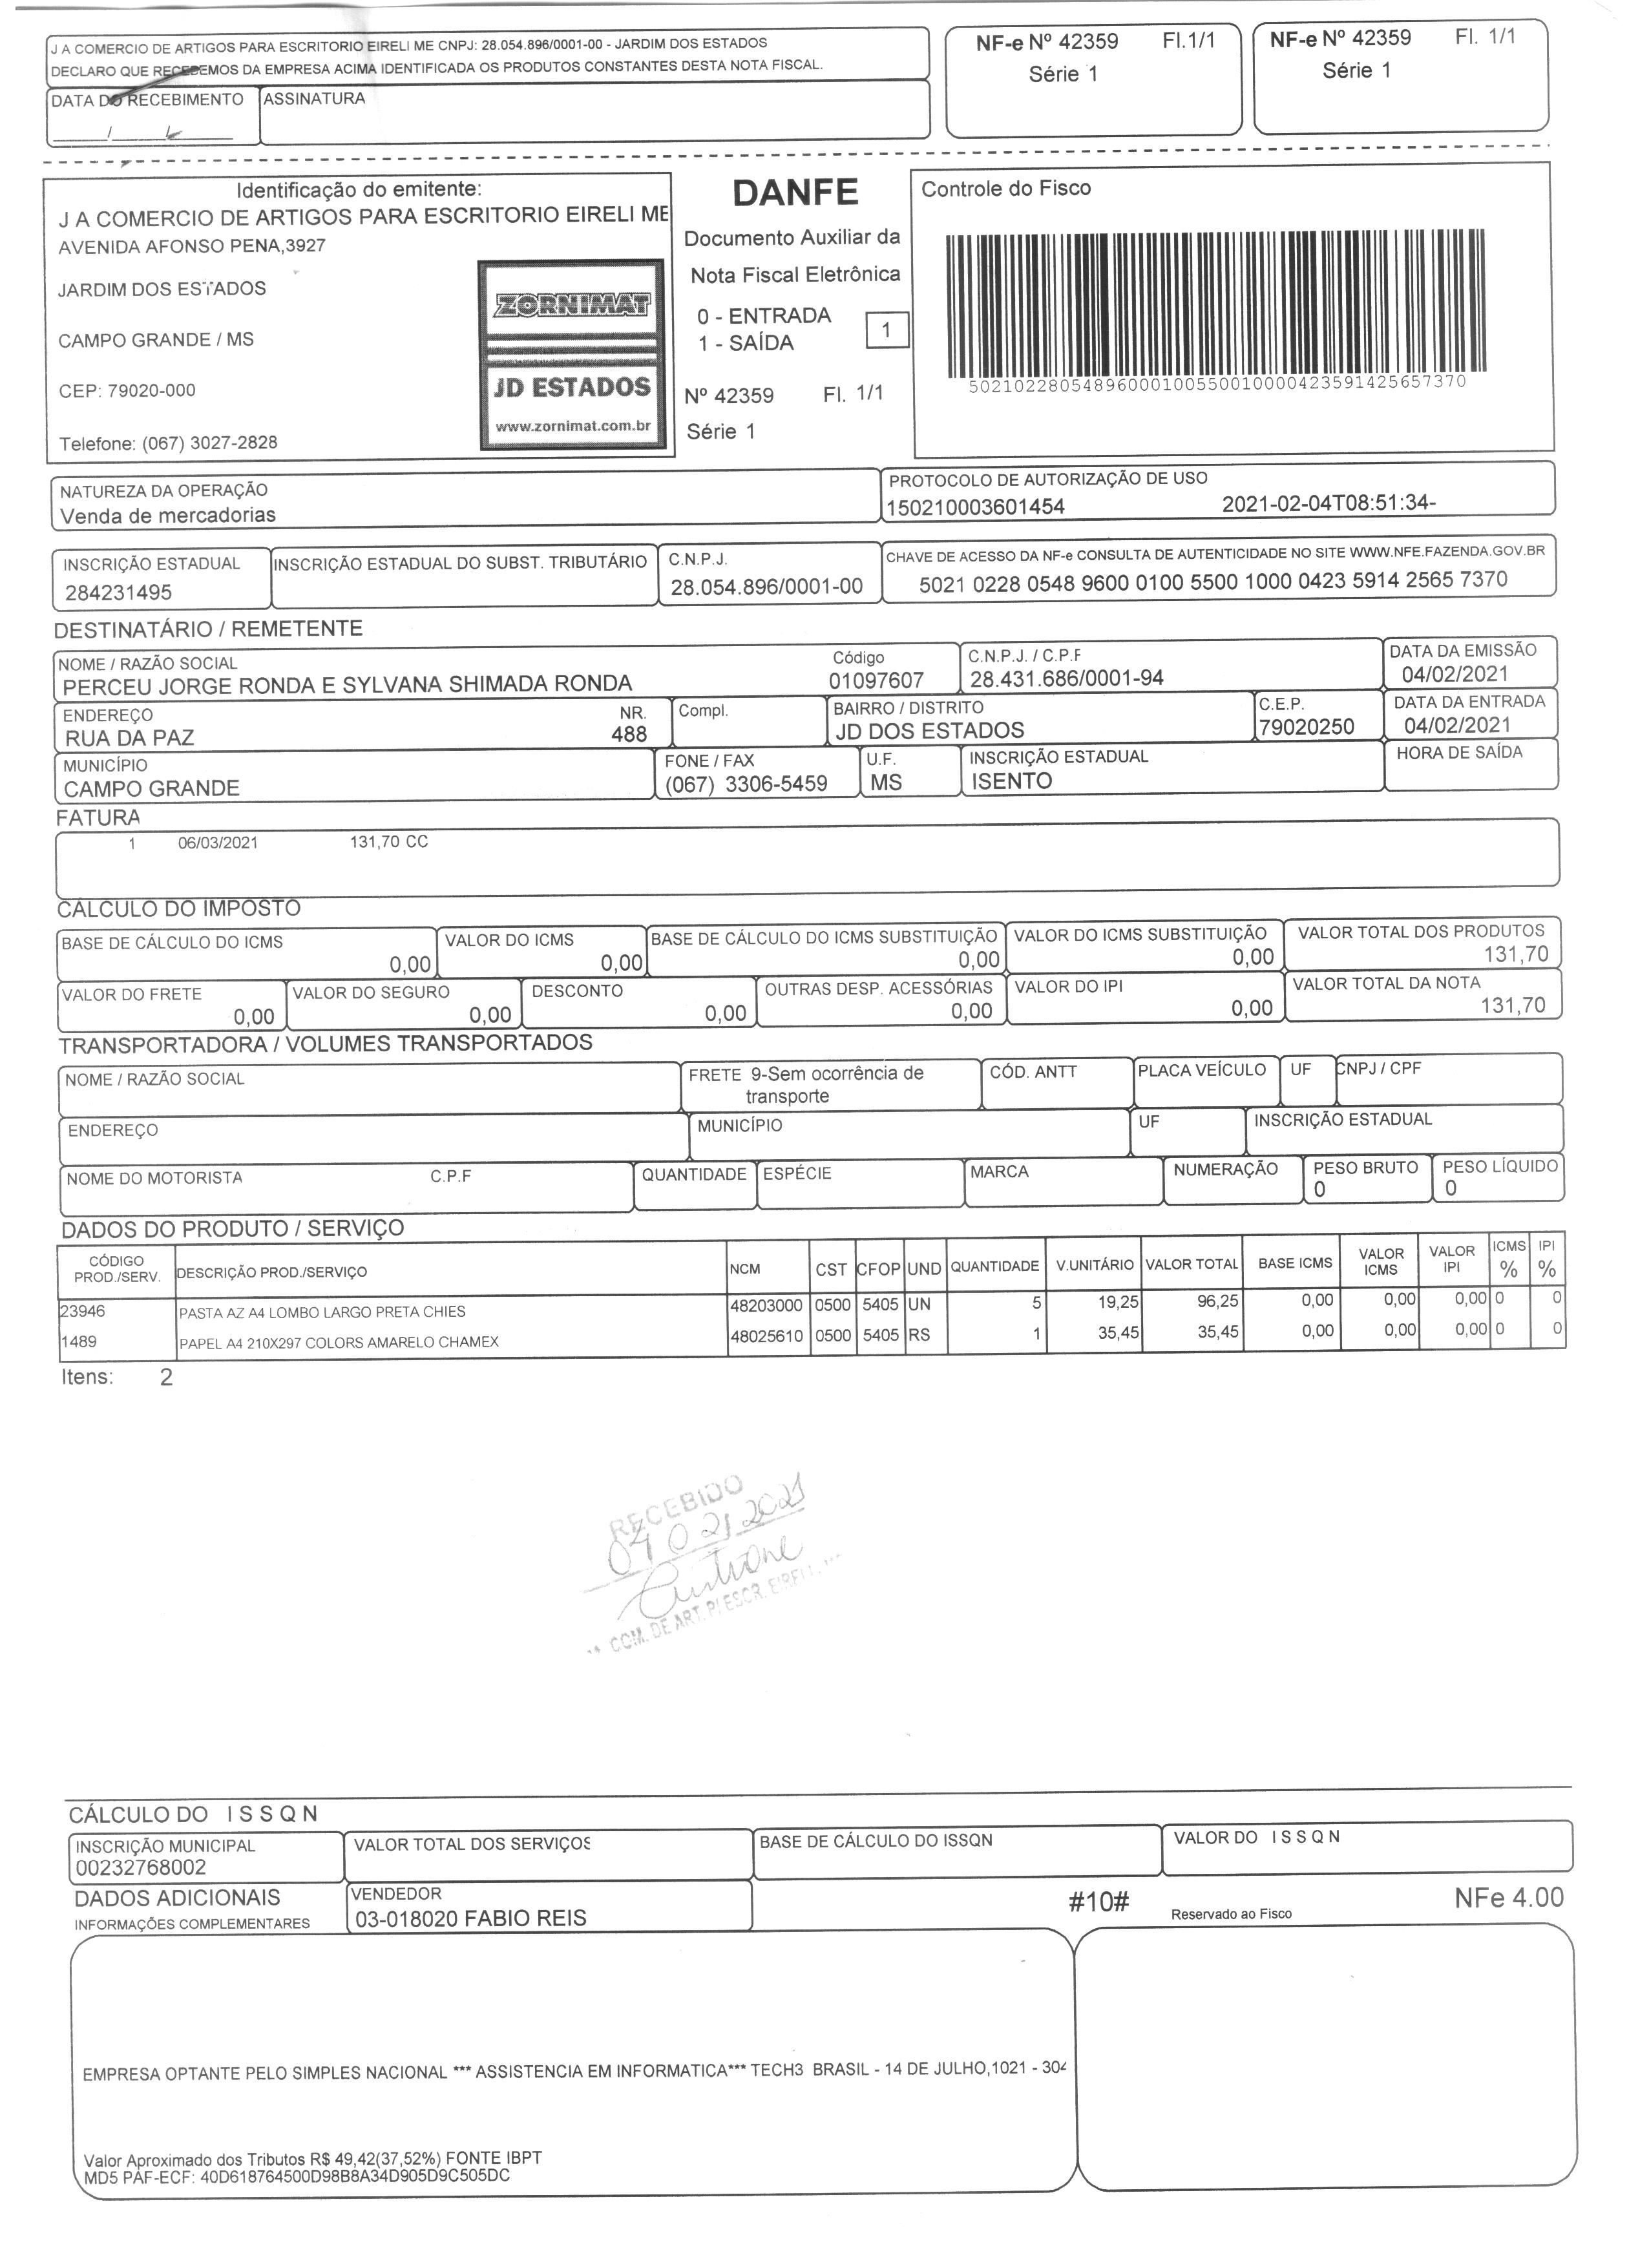 J A COMERCIO DE ARTIGOS PARA ESCRITORIO EIRELI ME CNPJ: 28.054.896/0001-00 - JARDIM DOS ESTADOS
DECLARO QUE RECEBEMOS DA EMPRESA ACIMA IDENTIFICADA OS PRODUTOS CONSTANTES DESTA NOTA FISCAL.
DATA DO RECEBIMENTO ASSINATURA
____/____/____
NF-e Nº 42359 Fl.1/1
Série 1
NF-e Nº 42359 Fl. 1/1
Série 1
Identificação do emitente:
J A COMERCIO DE ARTIGOS PARA ESCRITORIO EIRELI ME
AVENIDA AFONSO PENA,3927
JARDIM DOS ESTADOS
CAMPO GRANDE / MS
CEP: 79020-000
Telefone: (067) 3027-2828
ZORNIMAT
JD ESTADOS
www.zornimat.com.br
DANFE
Documento Auxiliar da
Nota Fiscal Eletrônica
0 - ENTRADA
1 - SAÍDA
1
Nº 42359 Fl. 1/1
Série 1
Controle do Fisco
50210228054896000100550010000423591425657370
NATUREZA DA OPERAÇÃO
Venda de mercadorias
PROTOCOLO DE AUTORIZAÇÃO DE USO
150210003601454 2021-02-04T08:51:34-
INSCRIÇÃO ESTADUAL
284231495
INSCRIÇÃO ESTADUAL DO SUBST. TRIBUTÁRIO
C.N.P.J.
28.054.896/0001-00
CHAVE DE ACESSO DA NF-e CONSULTA DE AUTENTICIDADE NO SITE WWW.NFE.FAZENDA.GOV.BR
5021 0228 0548 9600 0100 5500 1000 0423 5914 2565 7370
DESTINATÁRIO / REMETENTE
NOME / RAZÃO SOCIAL
PERCEU JORGE RONDA E SYLVANA SHIMADA RONDA
Código
01097607
C.N.P.J. / C.P.F
28.431.686/0001-94
DATA DA EMISSÃO
04/02/2021
ENDEREÇO
RUA DA PAZ
NR.
488
Compl.
BAIRRO / DISTRITO
JD DOS ESTADOS
C.E.P.
79020250
DATA DA ENTRADA
04/02/2021
MUNICÍPIO
CAMPO GRANDE
FONE / FAX
(067) 3306-5459
U.F.
MS
INSCRIÇÃO ESTADUAL
ISENTO
HORA DE SAÍDA
FATURA
1 06/03/2021 131,70 CC
CÁLCULO DO IMPOSTO
BASE DE CÁLCULO DO ICMS
0,00
VALOR DO ICMS
0,00
BASE DE CÁLCULO DO ICMS SUBSTITUIÇÃO
0,00
VALOR DO ICMS SUBSTITUIÇÃO
0,00
VALOR TOTAL DOS PRODUTOS
131,70
VALOR DO FRETE
0,00
VALOR DO SEGURO
0,00
DESCONTO
0,00
OUTRAS DESP. ACESSÓRIAS
0,00
VALOR DO IPI
0,00
VALOR TOTAL DA NOTA
131,70
TRANSPORTADORA / VOLUMES TRANSPORTADOS
NOME / RAZÃO SOCIAL
FRETE 9-Sem ocorrência de
transporte
CÓD. ANTT
PLACA VEÍCULO
UF
CNPJ / CPF
ENDEREÇO
MUNICÍPIO
UF
INSCRIÇÃO ESTADUAL
NOME DO MOTORISTA C.P.F
QUANTIDADE
ESPÉCIE
MARCA
NUMERAÇÃO
PESO BRUTO
0
PESO LÍQUIDO
0
DADOS DO PRODUTO / SERVIÇO
CÓDIGO PROD./SERV. DESCRIÇÃO PROD./SERVIÇO NCM CST CFOP UND QUANTIDADE V.UNITÁRIO VALOR TOTAL BASE ICMS VALOR ICMS VALOR IPI ICMS % IPI %
23946 PASTA AZ A4 LOMBO LARGO PRETA CHIES 48203000 0500 5405 UN 5 19,25 96,25 0,00 0,00 0,00 0 0
1489 PAPEL A4 210X297 COLORS AMARELO CHAMEX 48025610 0500 5405 RS 1 35,45 35,45 0,00 0,00 0,00 0 0
Itens: 2
RECEBIDO
04 02 2021
COM. DE ART. P/ ESCR. EIRELI
CÁLCULO DO I S S Q N
INSCRIÇÃO MUNICIPAL
00232768002
VALOR TOTAL DOS SERVIÇOS
BASE DE CÁLCULO DO ISSQN
VALOR DO I S S Q N
DADOS ADICIONAIS
INFORMAÇÕES COMPLEMENTARES
VENDEDOR
03-018020 FABIO REIS
#10#
Reservado ao Fisco
NFe 4.00
EMPRESA OPTANTE PELO SIMPLES NACIONAL *** ASSISTENCIA EM INFORMATICA*** TECH3 BRASIL - 14 DE JULHO,1021 - 304
Valor Aproximado dos Tributos R$ 49,42(37,52%) FONTE IBPT
MD5 PAF-ECF: 40D618764500D98B8A34D905D9C505DC